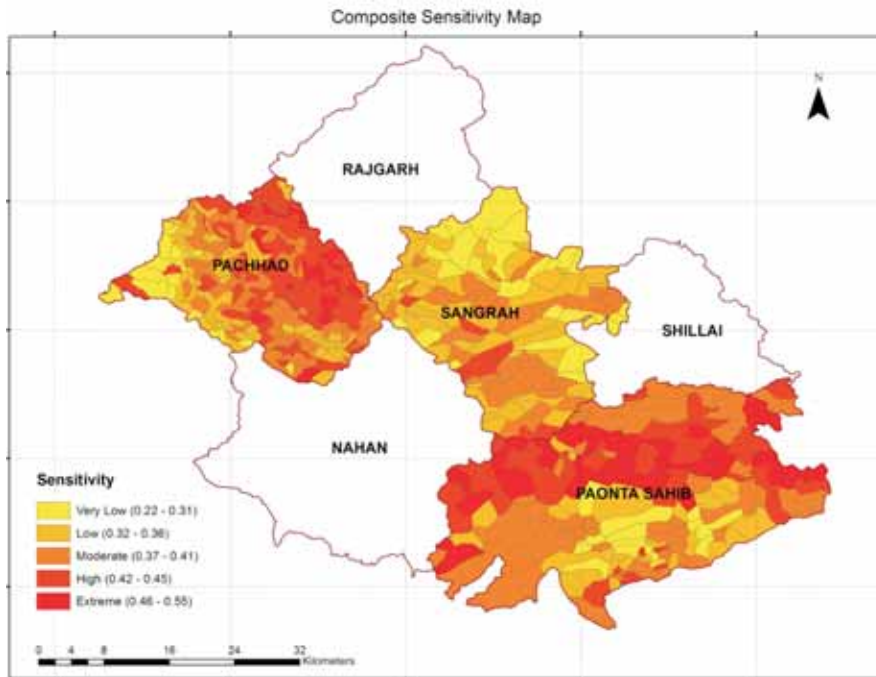 Composite Sensitivity Map
N
RAJGARH
PACHHAD
SANGRAH
SHILLAI
NAHAN
PAONTA SAHIB
Sensitivity
Very Low (0.22 - 0.31)
Low (0.32 - 0.36)
Moderate (0.37 - 0.41)
High (0.42 - 0.45)
Extreme (0.46 - 0.55)
0 2 4 8 16 24 32
Kilometers